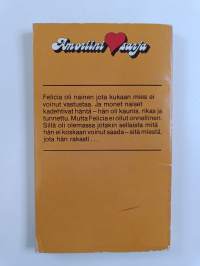 Amoriini sarja
Felicia oli nainen jota kukaan mies ei
voinut vastustaa. Ja monet naiset
kadehtivat häntä – hän oli kaunis, rikas ja
tunnettu. Mutta Felicia ei ollut onnellinen.
Sillä oli olemassa jotakin sellaista mitä
hän ei koskaan voinut saada – sitä miestä,
jota hän rakasti . . .